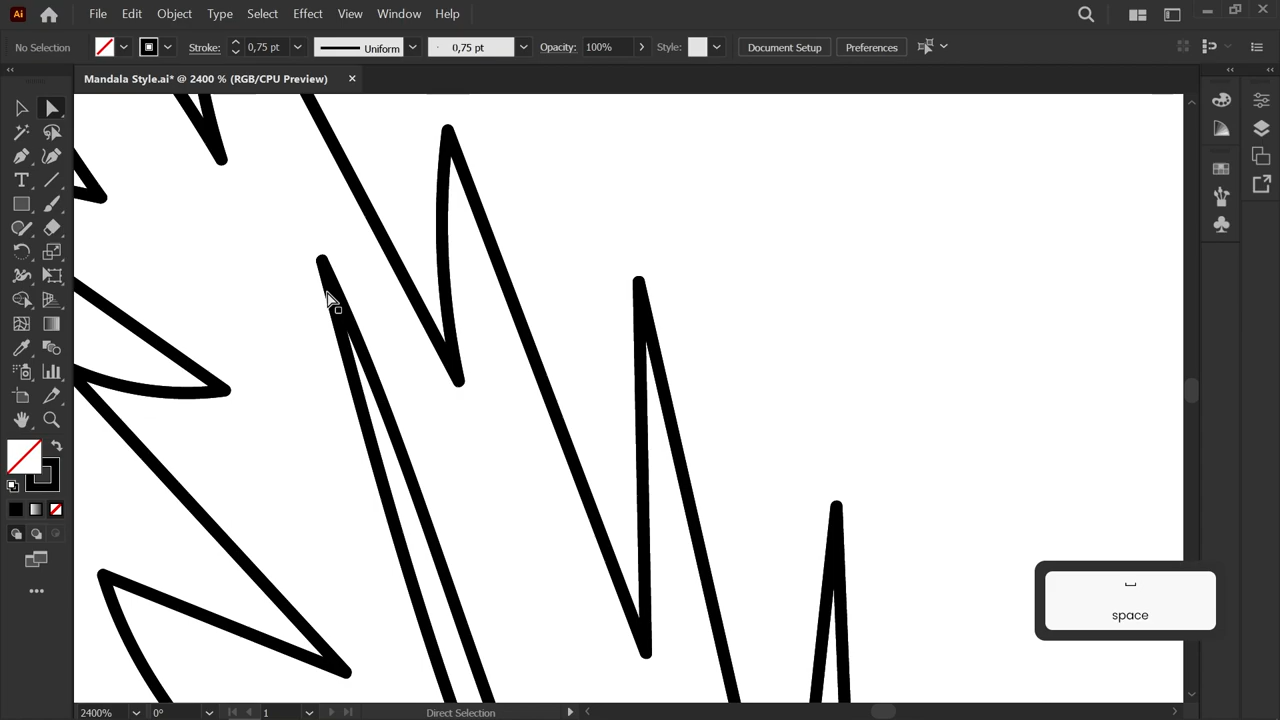 Ai File Edit Object Type Select Effect View Window Help
No Selection Stroke: 0,75 pt Uniform 0,75 pt Opacity: 100% Style: Document Setup Preferences
Mandala Style.ai* @ 2400 % (RGB/CPU Preview)
space
2400% 0° 1 Direct Selection